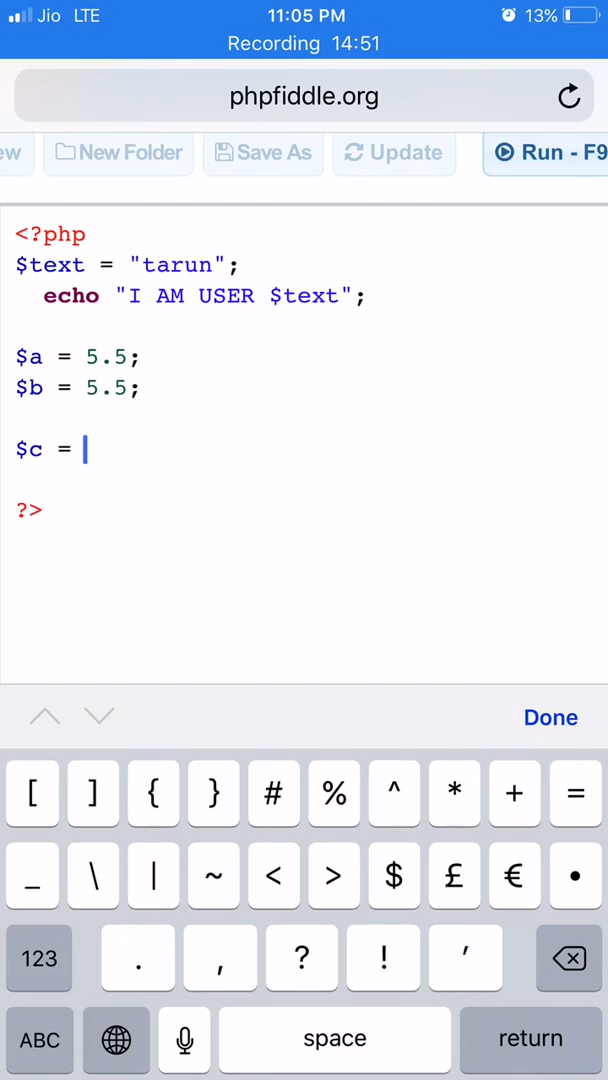 Jio LTE 11:05 PM 13%
Recording 14:51
phpfiddle.org
ew New Folder Save As Update Run - F9
<?php
$text = "tarun";
echo "I AM USER $text";
$a = 5.5;
$b = 5.5;
$c =
?>
Done
[ ] { } # % ^ * + =
_ \ | ~ < > $ £ € •
123 . , ? ! ′
ABC space return